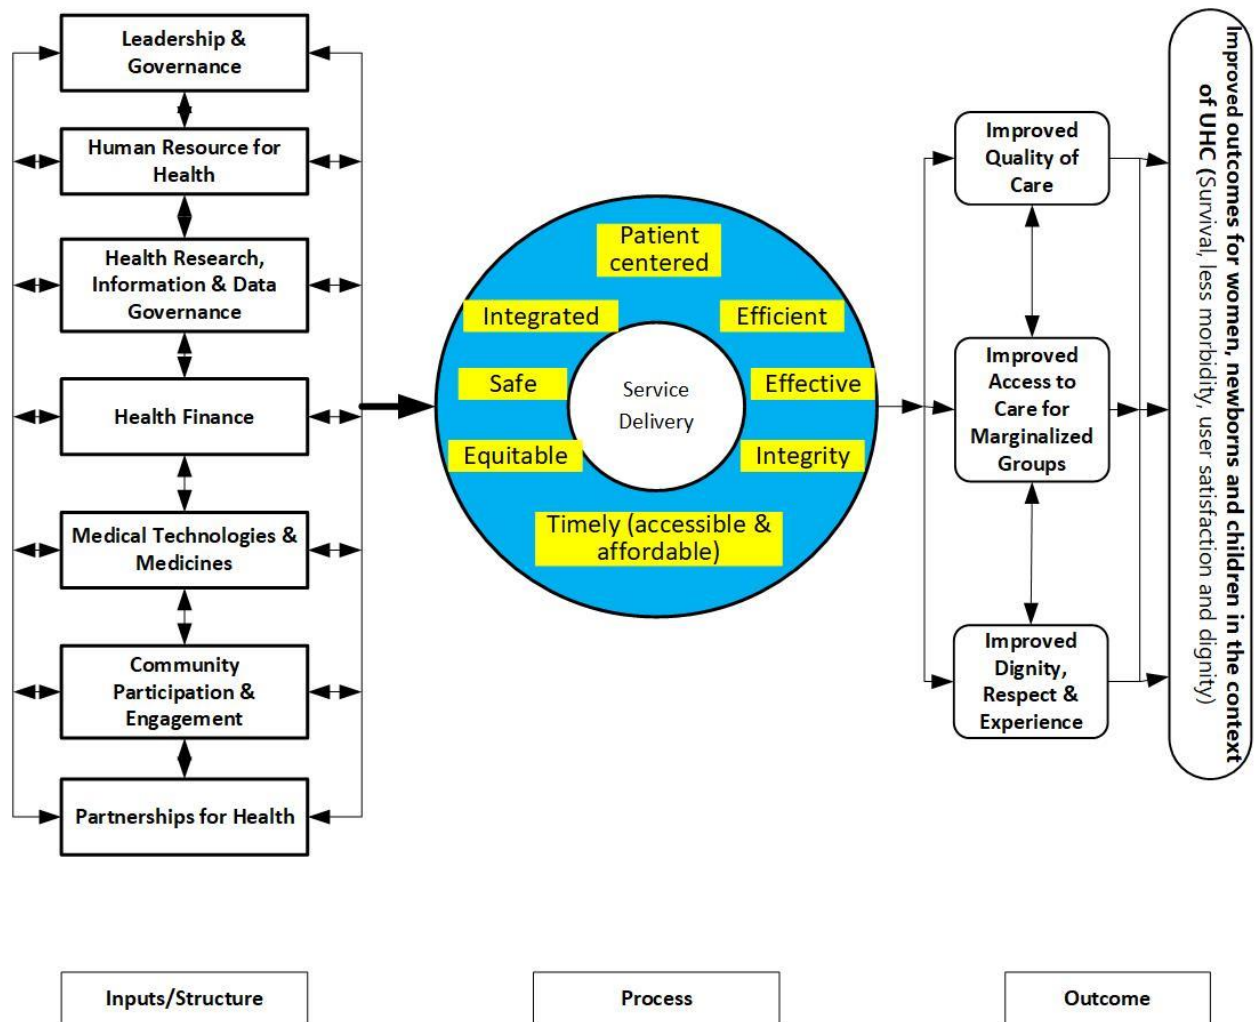 Leadership &
Governance
Human Resource for
Health
Health Research,
Information & Data
Governance
Health Finance
Medical Technologies &
Medicines
Community
Participation &
Engagement
Partnerships for Health
Patient
centered
Integrated
Efficient
Safe
Effective
Equitable
Integrity
Timely (accessible &
affordable)
Service
Delivery
Improved
Quality of
Care
Improved
Access to
Care for
Marginalized
Groups
Improved
Dignity,
Respect &
Experience
Improved outcomes for women, newborns and children in the context
of UHC (Survival, less morbidity, user satisfaction and dignity)
Inputs/Structure
Process
Outcome